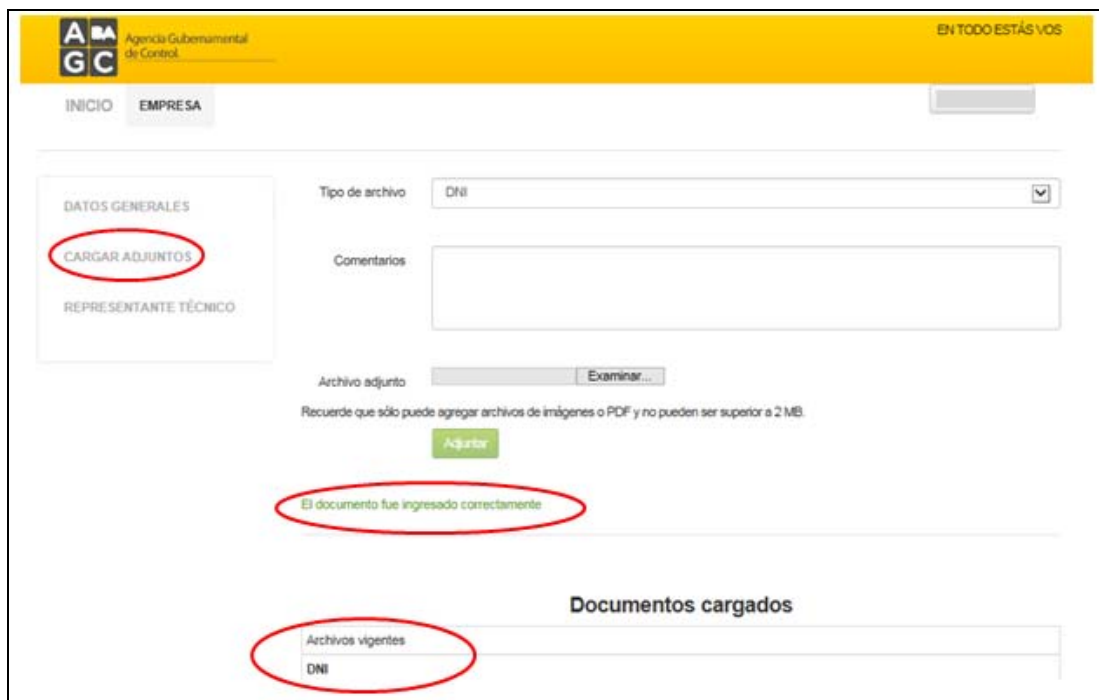 A BA
G C
Agencia Gubernamental
de Control
EN TODO ESTÁS VOS
INICIO
EMPRESA
DATOS GENERALES
CARGAR ADJUNTOS
REPRESENTANTE TÉCNICO
Tipo de archivo
DNI
Comentarios
Archivo adjunto
Examinar...
Recuerde que sólo puede agregar archivos de imágenes o PDF y no pueden ser superior a 2 MB.
Adjuntar
El documento fue ingresado correctamente
Documentos cargados
Archivos vigentes
DNI